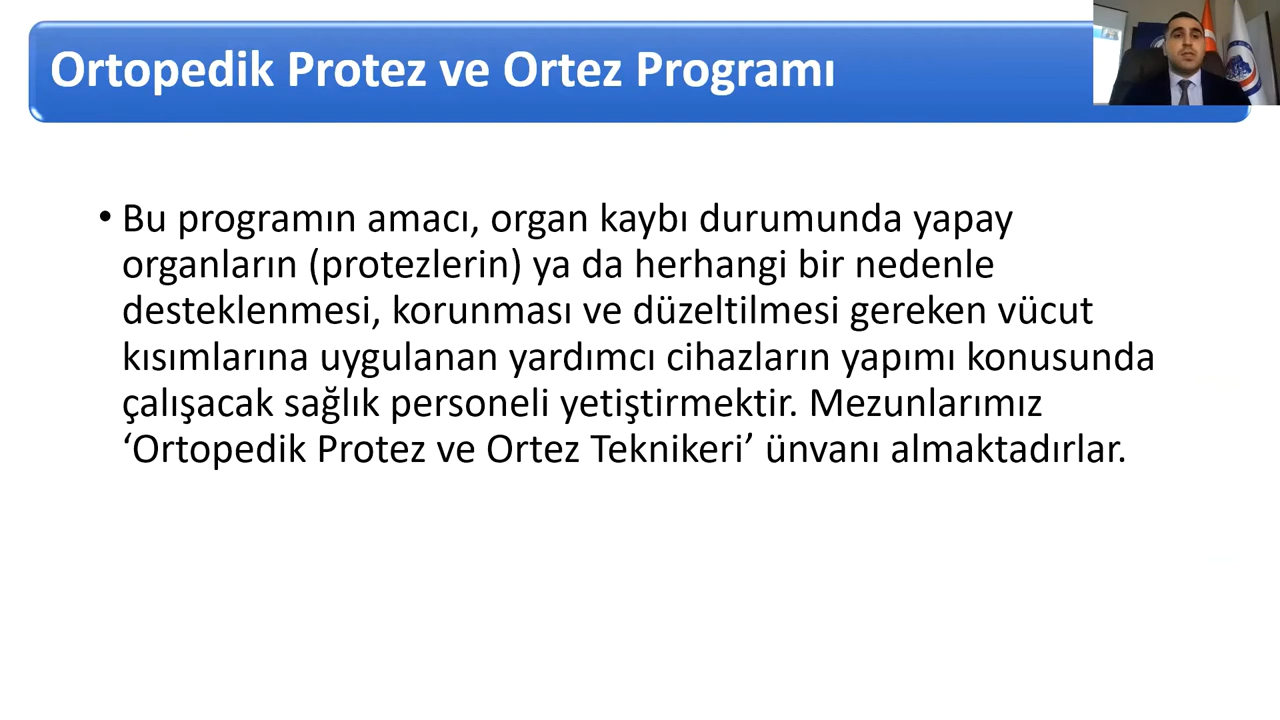 Ortopedik Protez ve Ortez Programı
• Bu programın amacı, organ kaybı durumunda yapay
organların (protezlerin) ya da herhangi bir nedenle
desteklenmesi, korunması ve düzeltilmesi gereken vücut
kısımlarına uygulanan yardımcı cihazların yapımı konusunda
çalışacak sağlık personeli yetiştirmektir. Mezunlarımız
‘Ortopedik Protez ve Ortez Teknikeri’ ünvanı almaktadırlar.